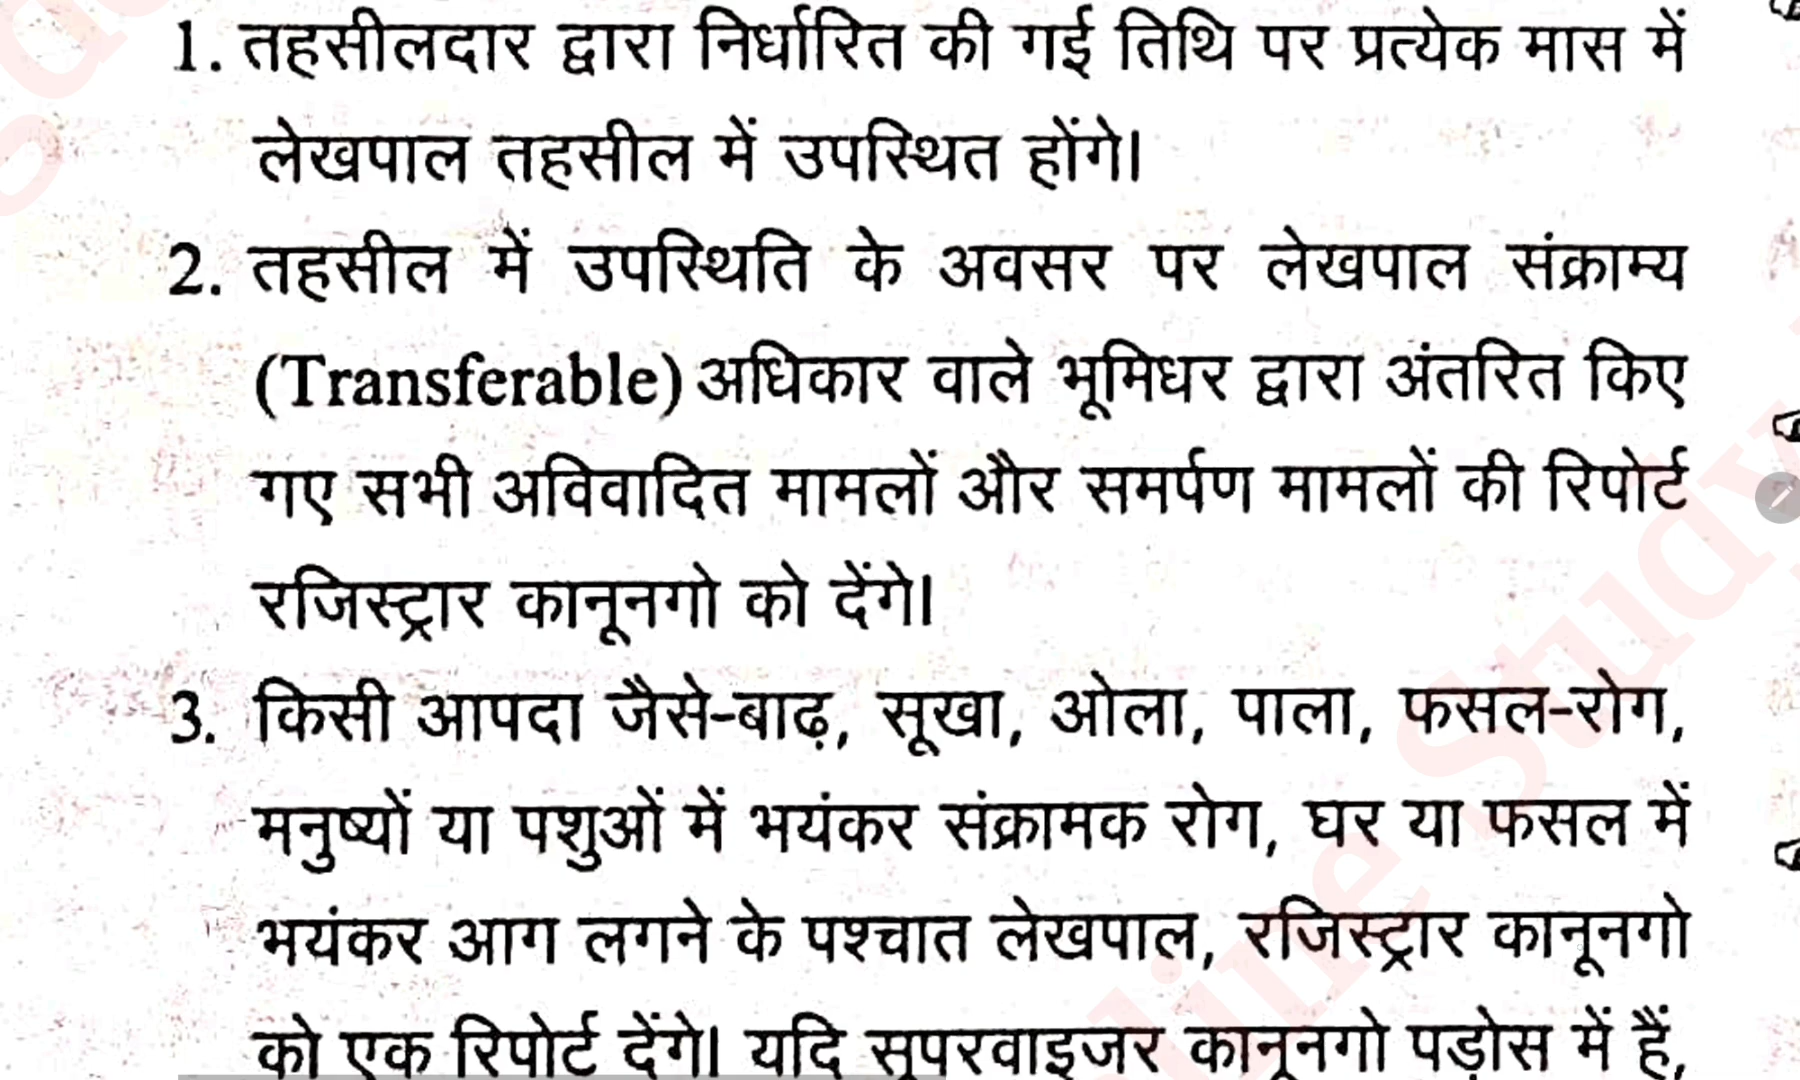 1. तहसीलदार द्वारा निर्धारित की गई तिथि पर प्रत्येक मास में
लेखपाल तहसील में उपस्थित होंगे।
2. तहसील में उपस्थिति के अवसर पर लेखपाल संक्राम्य
(Transferable) अधिकार वाले भूमिधर द्वारा अंतरित किए
गए सभी अविवादित मामलों और समर्पण मामलों की रिपोर्ट
रजिस्ट्रार कानूनगो को देंगे।
3. किसी आपदा जैसे-बाढ़, सूखा, ओला, पाला, फसल-रोग,
मनुष्यों या पशुओं में भयंकर संक्रामक रोग, घर या फसल में
भयंकर आग लगने के पश्चात लेखपाल, रजिस्ट्रार कानूनगो
को एक रिपोर्ट देंगे। यदि सुपरवाइजर कानूनगो पड़ोस में हैं,
line Study